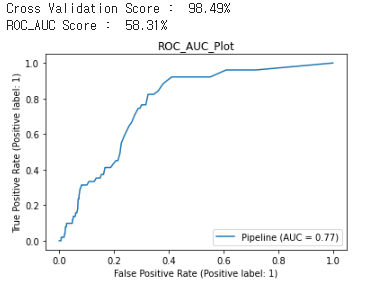 Cross Validation Score :  98.49%
ROC_AUC Score :  58.31%
ROC_AUC_Plot
1.0
0.8
0.6
0.4
0.2
0.0
True Positive Rate (Positive label: 1)
Pipeline (AUC = 0.77)
0.0 0.2 0.4 0.6 0.8 1.0
False Positive Rate (Positive label: 1)